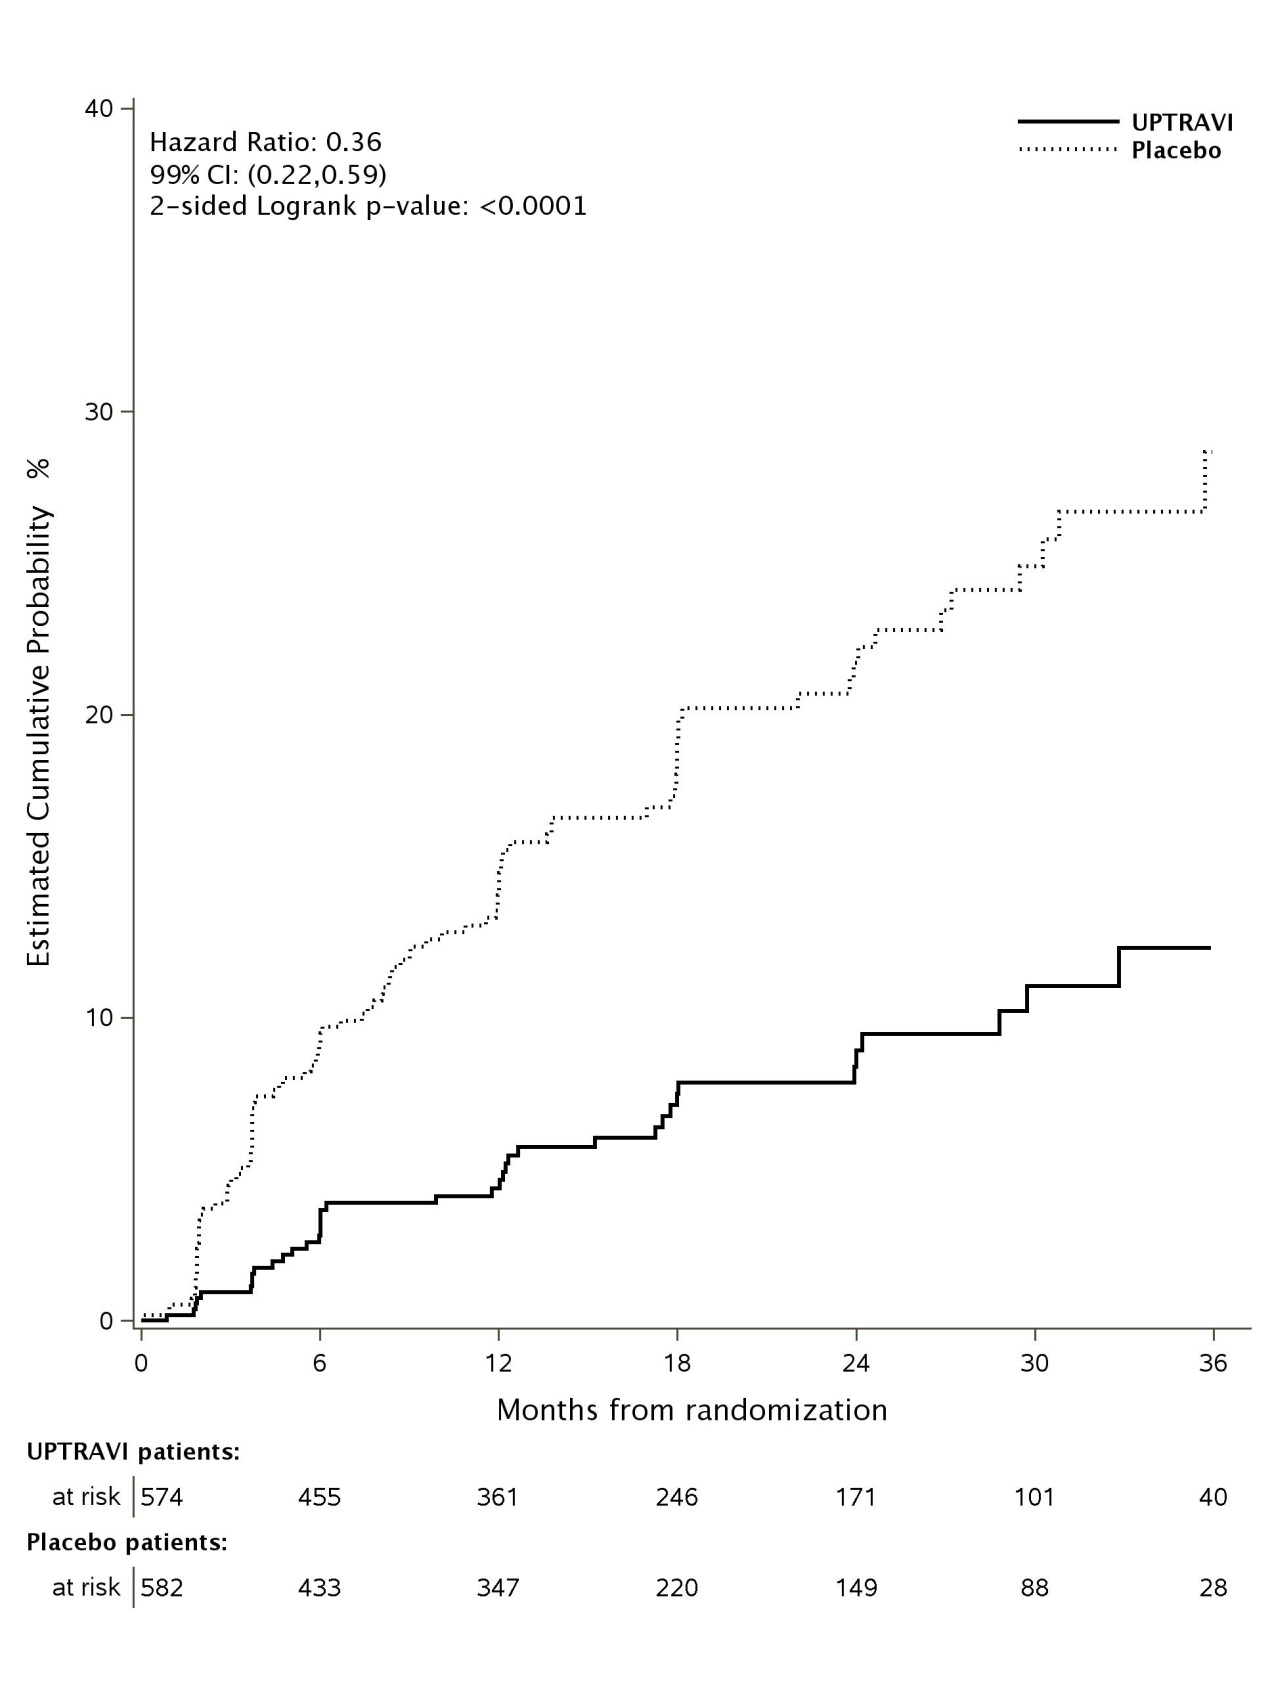 40
Hazard Ratio: 0.36
99% CI: (0.22,0.59)
2-sided Logrank p-value: <0.0001
UPTRAVI
Placebo
30
20
10
0
Estimated Cumulative Probability %
0 6 12 18 24 30 36
Months from randomization
UPTRAVI patients:
at risk 574 455 361 246 171 101 40
Placebo patients:
at risk 582 433 347 220 149 88 28